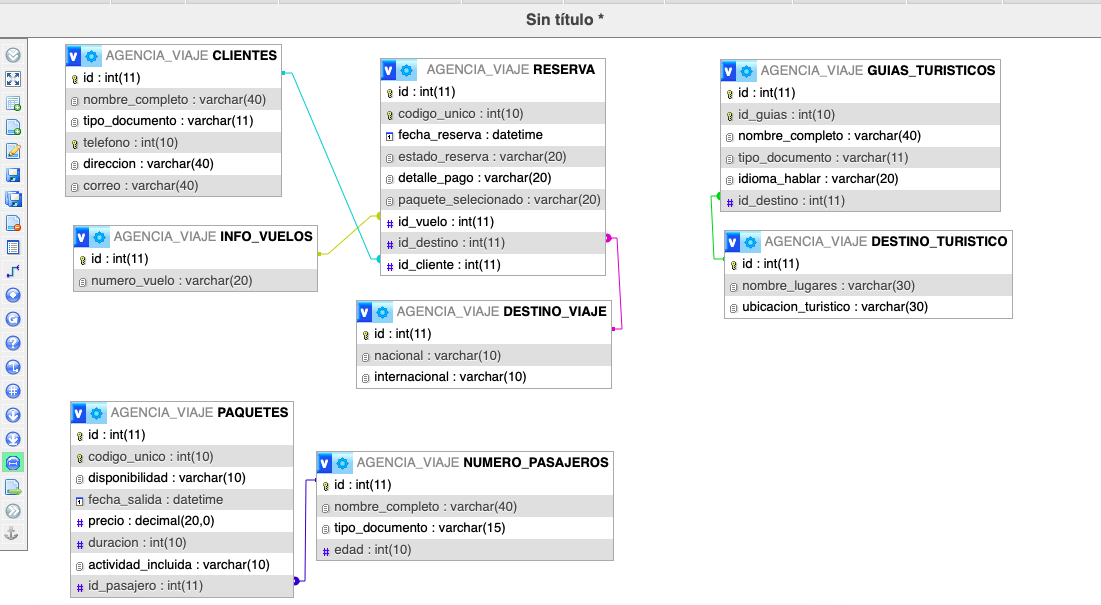 Sin título *
AGENCIA_VIAJE CLIENTES
id : int(11)
nombre_completo : varchar(40)
tipo_documento : varchar(11)
telefono : int(10)
direccion : varchar(40)
correo : varchar(40)
AGENCIA_VIAJE RESERVA
id : int(11)
codigo_unico : int(10)
fecha_reserva : datetime
estado_reserva : varchar(20)
detalle_pago : varchar(20)
paquete_selecionado : varchar(20)
# id_vuelo : int(11)
# id_destino : int(11)
# id_cliente : int(11)
AGENCIA_VIAJE GUIAS_TURISTICOS
id : int(11)
id_guias : int(10)
nombre_completo : varchar(40)
tipo_documento : varchar(11)
idioma_hablar : varchar(20)
# id_destino : int(11)
AGENCIA_VIAJE INFO_VUELOS
id : int(11)
numero_vuelo : varchar(20)
AGENCIA_VIAJE DESTINO_TURISTICO
id : int(11)
nombre_lugares : varchar(30)
ubicacion_turistico : varchar(30)
AGENCIA_VIAJE DESTINO_VIAJE
id : int(11)
nacional : varchar(10)
internacional : varchar(10)
AGENCIA_VIAJE PAQUETES
id : int(11)
codigo_unico : int(10)
disponibilidad : varchar(10)
fecha_salida : datetime
# precio : decimal(20,0)
# duracion : int(10)
actividad_incluida : varchar(10)
# id_pasajero : int(11)
AGENCIA_VIAJE NUMERO_PASAJEROS
id : int(11)
nombre_completo : varchar(40)
tipo_documento : varchar(15)
# edad : int(10)